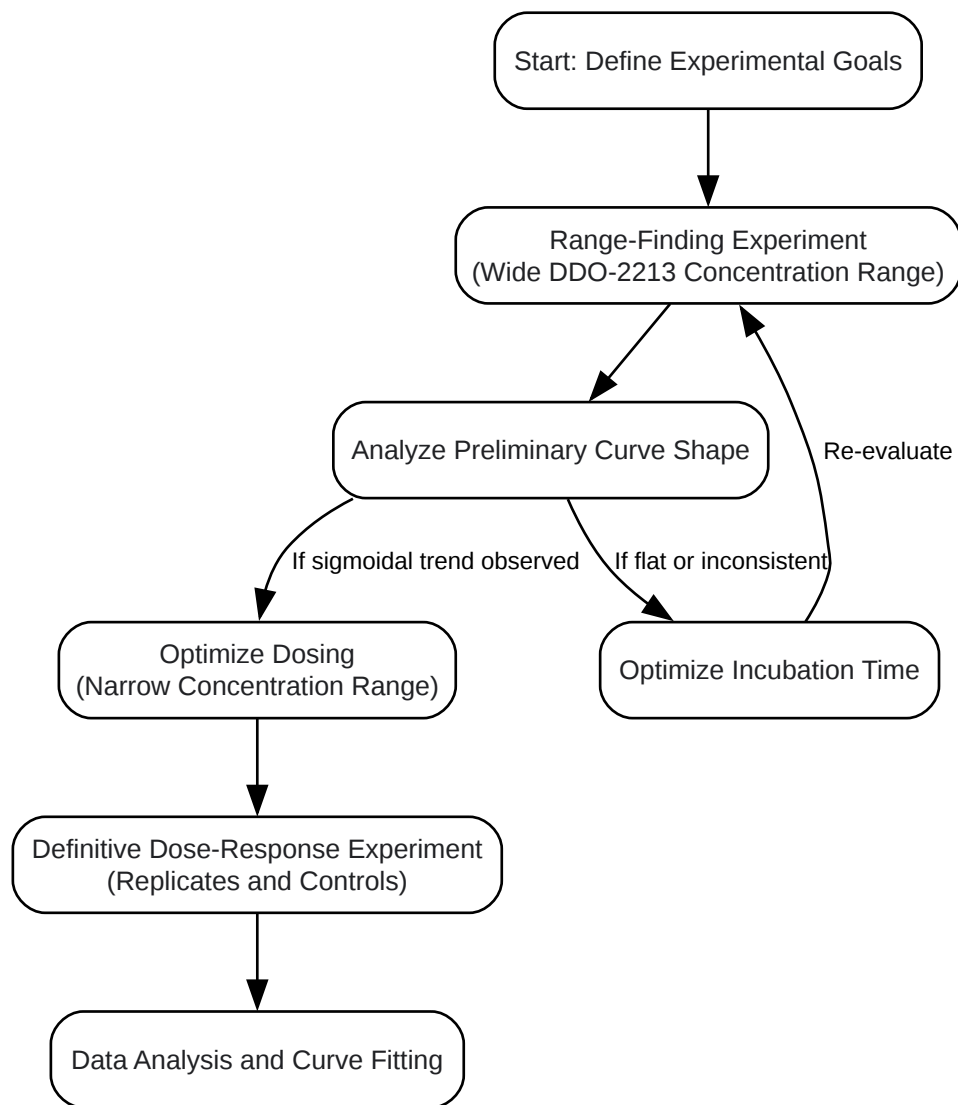 Start: Define Experimental Goals
Range-Finding Experiment
(Wide DDO-2213 Concentration Range)
Analyze Preliminary Curve Shape
Re-evaluate
If sigmoidal trend observed
If flat or inconsistent
Optimize Dosing
(Narrow Concentration Range)
Optimize Incubation Time
Definitive Dose-Response Experiment
(Replicates and Controls)
Data Analysis and Curve Fitting